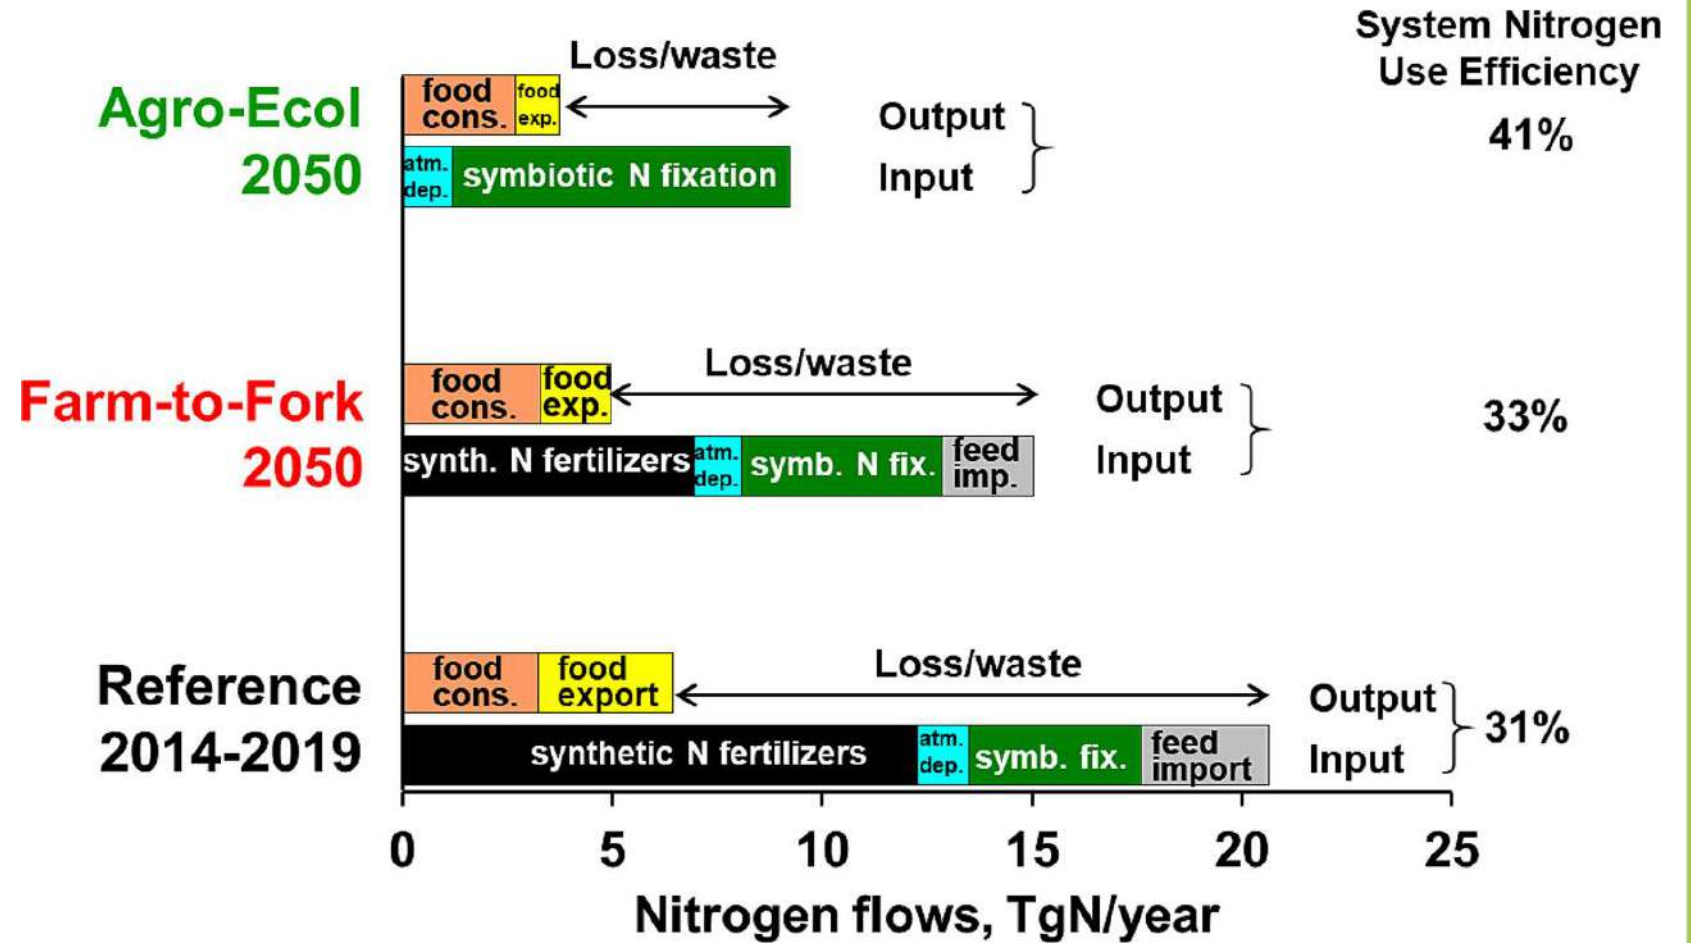 System Nitrogen
Use Efficiency
Agro-Ecol
2050
Loss/waste
food
cons.
food
exp.
atm.
dep.
symbiotic N fixation
Output
Input
41%
Farm-to-Fork
2050
Loss/waste
food
cons.
food
exp.
synth. N fertilizers
atm.
dep.
symb. N fix.
feed
imp.
Output
Input
33%
Reference
2014-2019
Loss/waste
food
cons.
food
export
synthetic N fertilizers
atm.
dep.
symb. fix.
feed
import
Output
Input
31%
0 5 10 15 20 25
Nitrogen flows, TgN/year